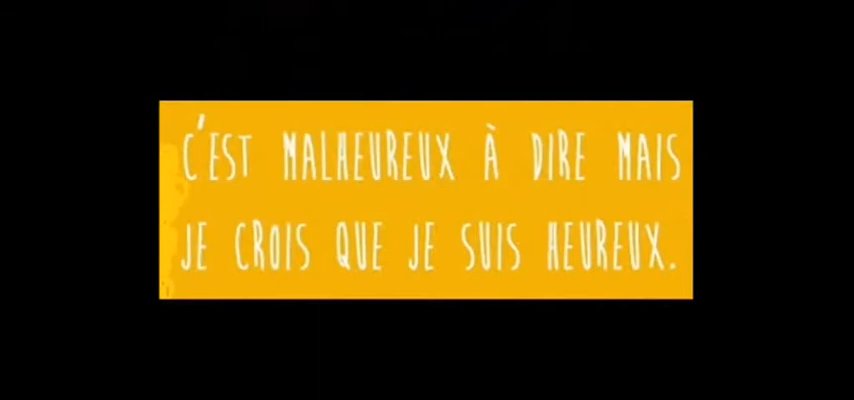 C'EST MALHEUREUX À DIRE MAIS
JE CROIS QUE JE SUIS HEUREUX.